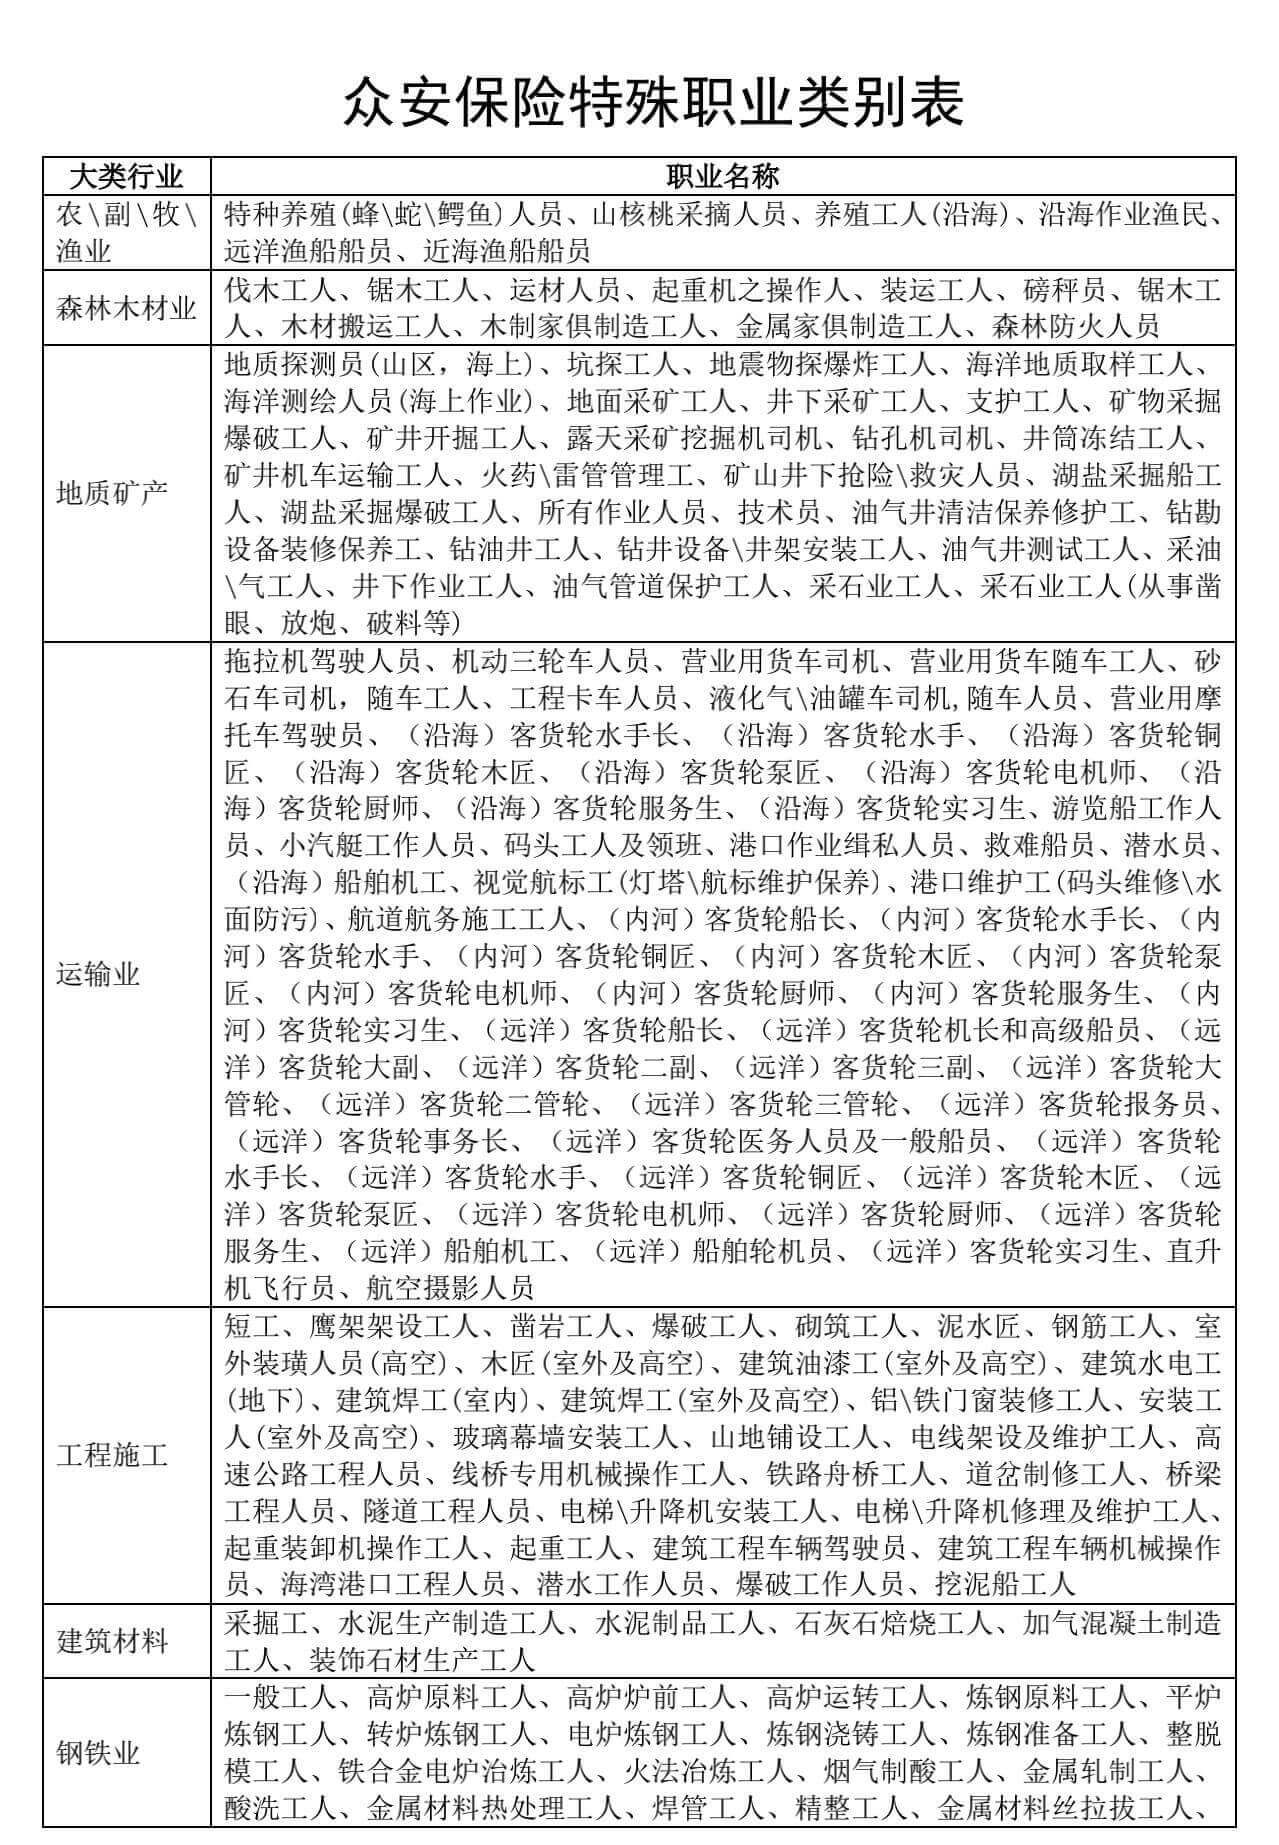 众安保险特殊职业类别表
大类行业
职业名称
农\副\牧\
渔业
特种养殖(蜂\蛇\鳄鱼)人员、山核桃采摘人员、养殖工人(沿海)、沿海作业渔民、
远洋渔船船员、近海渔船船员
森林木材业
伐木工人、锯木工人、运材人员、起重机之操作人、装运工人、磅秤员、锯木工
人、木材搬运工人、木制家俱制造工人、金属家俱制造工人、森林防火人员
地质矿产
地质探测员(山区，海上)、坑探工人、地震物探爆炸工人、海洋地质取样工人、
海洋测绘人员(海上作业)、地面采矿工人、井下采矿工人、支护工人、矿物采掘
爆破工人、矿井开掘工人、露天采矿挖掘机司机、钻孔机司机、井筒冻结工人、
矿井机车运输工人、火药\雷管管理工、矿山井下抢险\救灾人员、湖盐采掘船工
人、湖盐采掘爆破工人、所有作业人员、技术员、油气井清洁保养修护工、钻勘
设备装修保养工、钻油井工人、钻井设备\井架安装工人、油气井测试工人、采油
\气工人、井下作业工人、油气管道保护工人、采石业工人、采石业工人(从事凿
眼、放炮、破料等)
运输业
拖拉机驾驶人员、机动三轮车人员、营业用货车司机、营业用货车随车工人、砂
石车司机，随车工人、工程卡车人员、液化气\油罐车司机,随车人员、营业用摩
托车驾驶员、（沿海）客货轮水手长、（沿海）客货轮水手、（沿海）客货轮铜
匠、（沿海）客货轮木匠、（沿海）客货轮泵匠、（沿海）客货轮电机师、（沿
海）客货轮厨师、（沿海）客货轮服务生、（沿海）客货轮实习生、游览船工作人
员、小汽艇工作人员、码头工人及领班、港口作业缉私人员、救难船员、潜水员、
（沿海）船舶机工、视觉航标工(灯塔\航标维护保养)、港口维护工(码头维修\水
面防污)、航道航务施工工人、（内河）客货轮船长、（内河）客货轮水手长、（内
河）客货轮水手、（内河）客货轮铜匠、（内河）客货轮木匠、（内河）客货轮泵
匠、（内河）客货轮电机师、（内河）客货轮厨师、（内河）客货轮服务生、（内
河）客货轮实习生、（远洋）客货轮船长、（远洋）客货轮机长和高级船员、（远
洋）客货轮大副、（远洋）客货轮二副、（远洋）客货轮三副、（远洋）客货轮大
管轮、（远洋）客货轮二管轮、（远洋）客货轮三管轮、（远洋）客货轮报务员、
（远洋）客货轮事务长、（远洋）客货轮医务人员及一般船员、（远洋）客货轮
水手长、（远洋）客货轮水手、（远洋）客货轮铜匠、（远洋）客货轮木匠、（远
洋）客货轮泵匠、（远洋）客货轮电机师、（远洋）客货轮厨师、（远洋）客货轮
服务生、（远洋）船舶机工、（远洋）船舶轮机员、（远洋）客货轮实习生、直升
机飞行员、航空摄影人员
工程施工
短工、鹰架架设工人、凿岩工人、爆破工人、砌筑工人、泥水匠、钢筋工人、室
外装璜人员(高空)、木匠(室外及高空)、建筑油漆工(室外及高空)、建筑水电工
(地下)、建筑焊工(室内)、建筑焊工(室外及高空)、铝\铁门窗装修工人、安装工
人(室外及高空)、玻璃幕墙安装工人、山地铺设工人、电线架设及维护工人、高
速公路工程人员、线桥专用机械操作工人、铁路舟桥工人、道岔制修工人、桥梁
工程人员、隧道工程人员、电梯\升降机安装工人、电梯\升降机修理及维护工人、
起重装卸机操作工人、起重工人、建筑工程车辆驾驶员、建筑工程车辆机械操作
员、海湾港口工程人员、潜水工作人员、爆破工作人员、挖泥船工人
建筑材料
采掘工、水泥生产制造工人、水泥制品工人、石灰石焙烧工人、加气混凝土制造
工人、装饰石材生产工人
钢铁业
一般工人、高炉原料工人、高炉炉前工人、高炉运转工人、炼钢原料工人、平炉
炼钢工人、转炉炼钢工人、电炉炼钢工人、炼钢浇铸工人、炼钢准备工人、整脱
模工人、铁合金电炉冶炼工人、火法冶炼工人、烟气制酸工人、金属轧制工人、
酸洗工人、金属材料热处理工人、焊管工人、精整工人、金属材料丝拉拔工人、